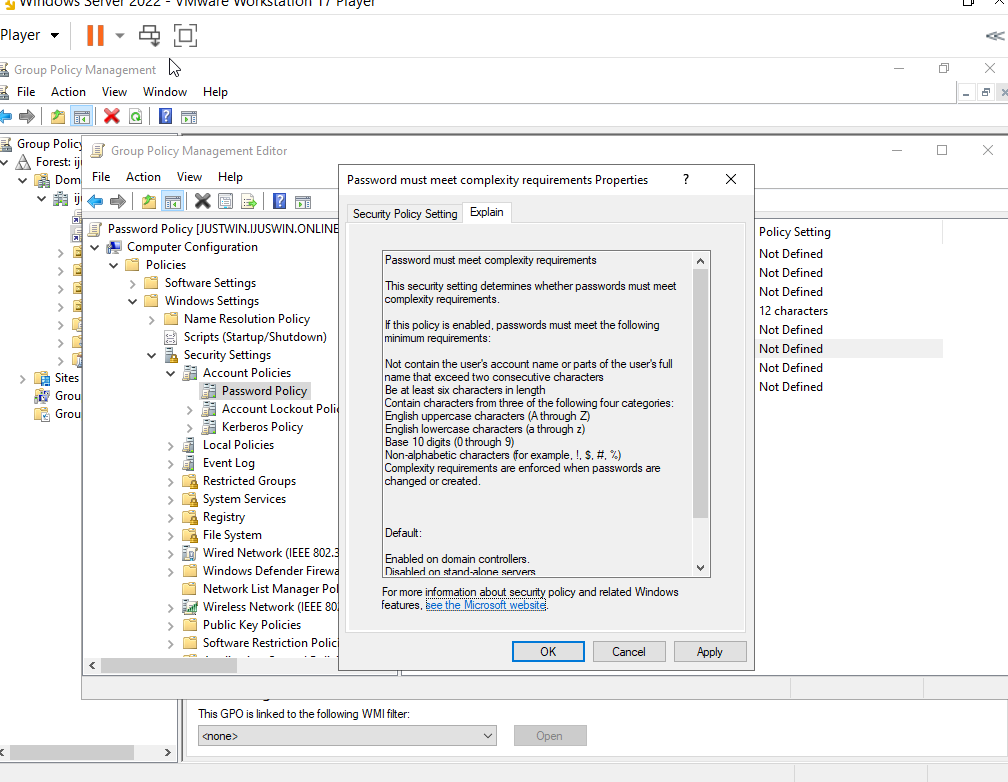 Windows Server 2022 - VMware Workstation 17 Player
Player
Group Policy Management
File Action View Window Help
Group Policy
Forest: iju
Dom
iju
Sites
Grou
Grou
Group Policy Management Editor
File Action View Help
Password Policy [JUSTWIN.IJUSWIN.ONLINE
Computer Configuration
Policies
Software Settings
Windows Settings
Name Resolution Policy
Scripts (Startup/Shutdown)
Security Settings
Account Policies
Password Policy
Account Lockout Polic
Kerberos Policy
Local Policies
Event Log
Restricted Groups
System Services
Registry
File System
Wired Network (IEEE 802.3
Windows Defender Firewa
Network List Manager Pol
Wireless Network (IEEE 80
Public Key Policies
Software Restriction Polici
Password must meet complexity requirements Properties
?
Security Policy Setting Explain
Password must meet complexity requirements
This security setting determines whether passwords must meet
complexity requirements.
If this policy is enabled, passwords must meet the following
minimum requirements:
Not contain the user's account name or parts of the user's full
name that exceed two consecutive characters
Be at least six characters in length
Contain characters from three of the following four categories:
English uppercase characters (A through Z)
English lowercase characters (a through z)
Base 10 digits (0 through 9)
Non-alphabetic characters (for example, !, $, #, %)
Complexity requirements are enforced when passwords are
changed or created.
Default:
Enabled on domain controllers.
Disabled on stand-alone servers
For more information about security policy and related Windows
features, see the Microsoft website.
OK Cancel Apply
Policy Setting
Not Defined
Not Defined
Not Defined
12 characters
Not Defined
Not Defined
Not Defined
Not Defined
This GPO is linked to the following WMI filter:
<none>
Open